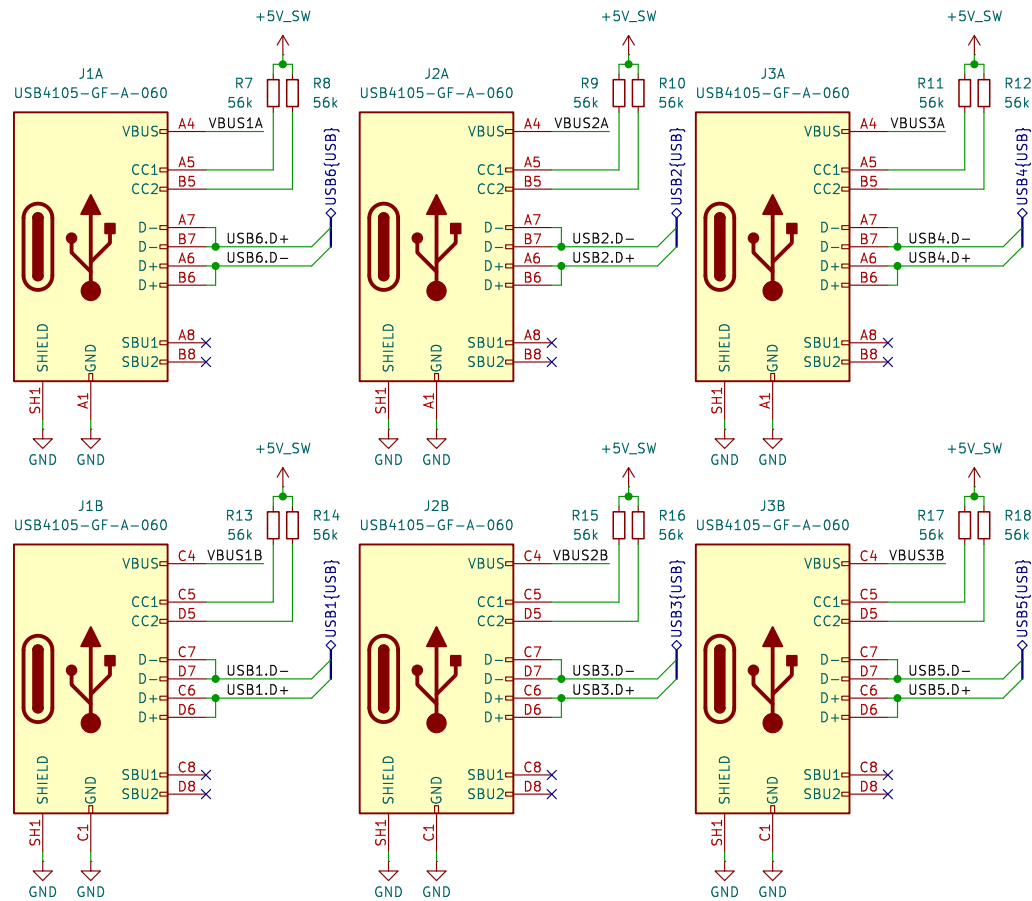 +5V_SW
J1A
USB4105-GF-A-060
R7
56k
R8
56k
VBUS
A4
VBUS1A
CC1
A5
CC2
B5
USB6{USB}
D-
A7
D-
B7
USB6.D+
D+
A6
USB6.D-
D+
B6
SBU1
A8
SBU2
B8
SHIELD
GND
SH1
A1
GND
GND
+5V_SW
J2A
USB4105-GF-A-060
R9
56k
R10
56k
VBUS
A4
VBUS2A
CC1
A5
CC2
B5
USB2{USB}
D-
A7
D-
B7
USB2.D-
D+
A6
USB2.D+
D+
B6
SBU1
A8
SBU2
B8
SHIELD
GND
SH1
A1
GND
GND
+5V_SW
J3A
USB4105-GF-A-060
R11
56k
R12
56k
VBUS
A4
VBUS3A
CC1
A5
CC2
B5
USB4{USB}
D-
A7
D-
B7
USB4.D-
D+
A6
USB4.D+
D+
B6
SBU1
A8
SBU2
B8
SHIELD
GND
SH1
A1
GND
GND
+5V_SW
J1B
USB4105-GF-A-060
R13
56k
R14
56k
VBUS
C4
VBUS1B
CC1
C5
CC2
D5
USB1{USB}
D-
C7
D-
D7
USB1.D-
D+
C6
USB1.D+
D+
D6
SBU1
C8
SBU2
D8
SHIELD
GND
SH1
C1
GND
GND
+5V_SW
J2B
USB4105-GF-A-060
R15
56k
R16
56k
VBUS
C4
VBUS2B
CC1
C5
CC2
D5
USB3{USB}
D-
C7
D-
D7
USB3.D-
D+
C6
USB3.D+
D+
D6
SBU1
C8
SBU2
D8
SHIELD
GND
SH1
C1
GND
GND
+5V_SW
J3B
USB4105-GF-A-060
R17
56k
R18
56k
VBUS
C4
VBUS3B
CC1
C5
CC2
D5
USB5{USB}
D-
C7
D-
D7
USB5.D-
D+
C6
USB5.D+
D+
D6
SBU1
C8
SBU2
D8
SHIELD
GND
SH1
C1
GND
GND